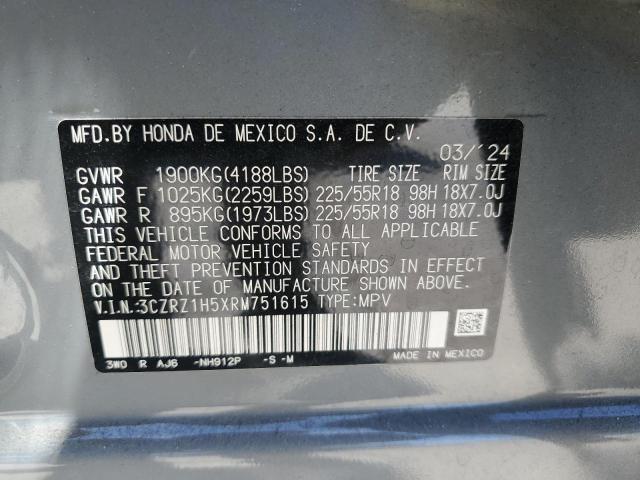 MFD.BY HONDA DE MEXICO S.A. DE C.V.
03/'24
GVWR 1900KG(4188LBS) TIRE SIZE RIM SIZE
GAWR F 1025KG(2259LBS) 225/55R18 98H 18X7.0J
GAWR R 895KG(1973LBS) 225/55R18 98H 18X7.0J
THIS VEHICLE CONFORMS TO ALL APPLICABLE
FEDERAL MOTOR VEHICLE SAFETY
AND THEFT PREVENTION STANDARDS IN EFFECT
ON THE DATE OF MANUFACTURE SHOWN ABOVE.
V.I.N.:3CZRZ1H5XRM751615 TYPE:MPV
3W0 R AJ6 -NH912P -S -M
MADE IN MEXICO